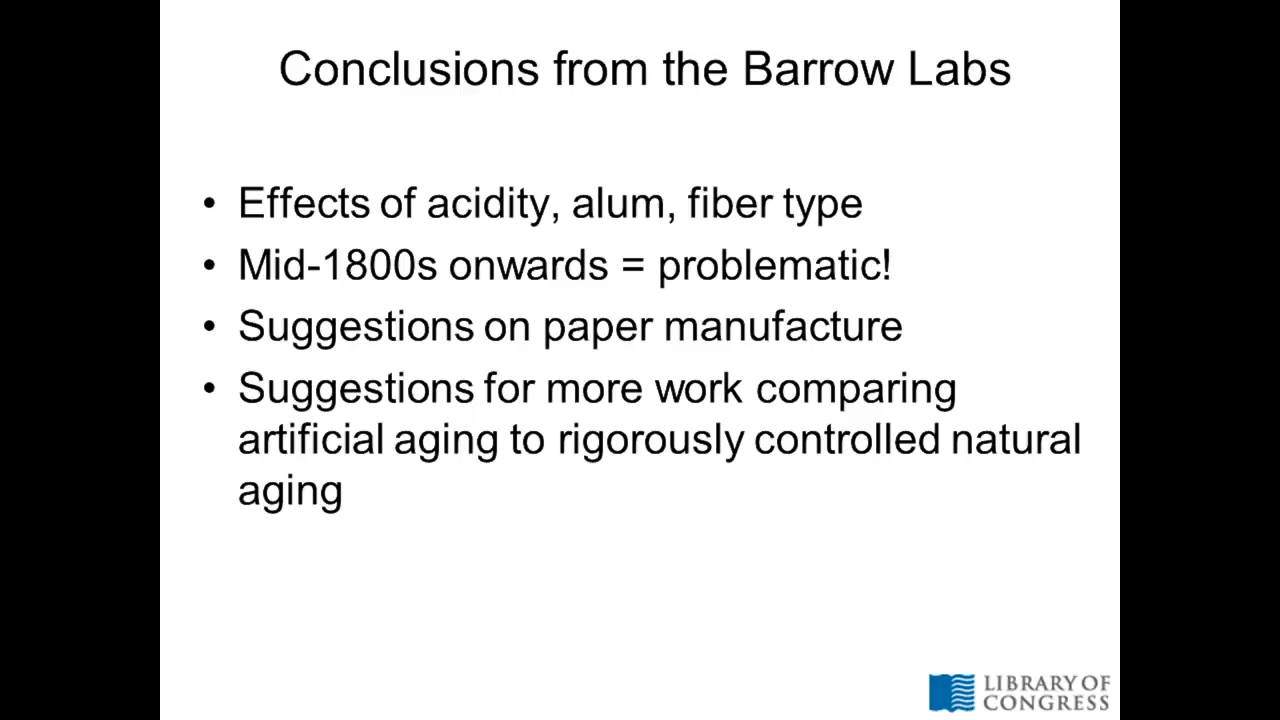 Conclusions from the Barrow Labs
• Effects of acidity, alum, fiber type
• Mid-1800s onwards = problematic!
• Suggestions on paper manufacture
• Suggestions for more work comparing
artificial aging to rigorously controlled natural
aging
LIBRARY OF
CONGRESS